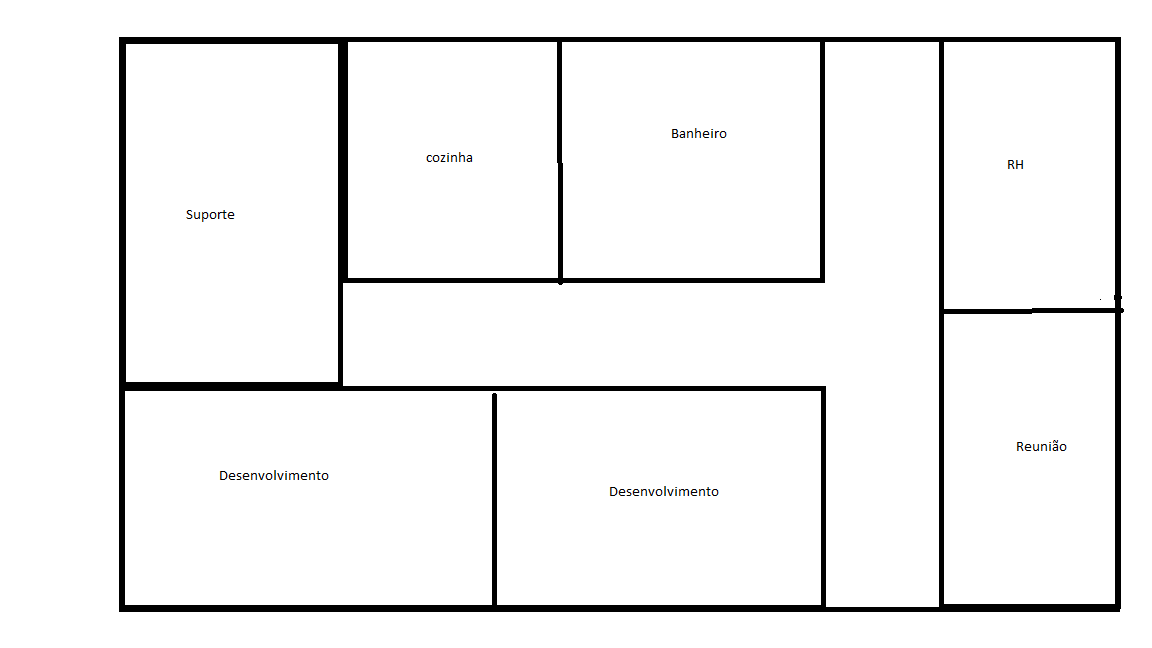 Suporte
cozinha
Banheiro
RH
Desenvolvimento
Desenvolvimento
Reunião